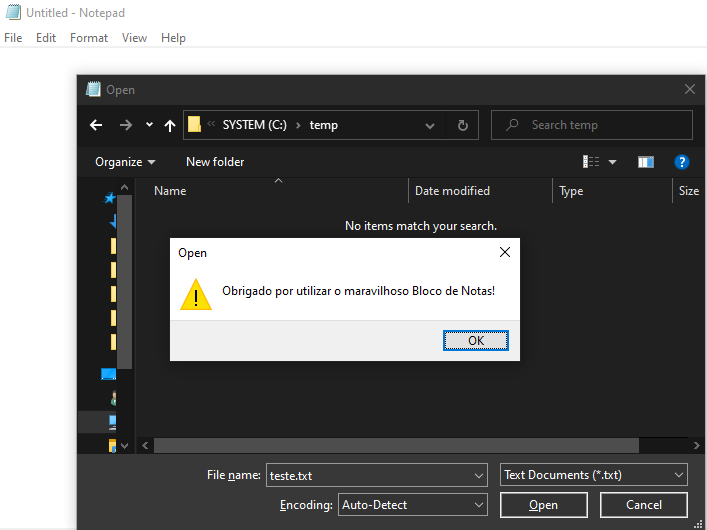 Untitled - Notepad
File Edit Format View Help
Open
« SYSTEM (C:) › temp
Search temp
Organize New folder
?
Name Date modified Type Size
No items match your search.
Open
Obrigado por utilizar o maravilhoso Bloco de Notas!
OK
File name: teste.txt Text Documents (*.txt)
Encoding: Auto-Detect Open Cancel